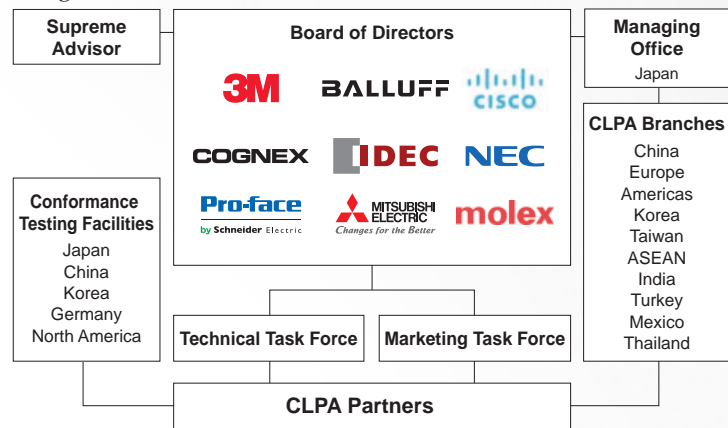 Supreme
Advisor
Board of Directors
Managing
Office
Japan
3M
BALLUFF
CISCO
COGNEX
IDEC
NEC
Pro-face
by Schneider Electric
MITSUBISHI
ELECTRIC
Changes for the Better
molex
Conformance
Testing Facilities
Japan
China
Korea
Germany
North America
CLPA Branches
China
Europe
Americas
Korea
Taiwan
ASEAN
India
Turkey
Mexico
Thailand
Technical Task Force
Marketing Task Force
CLPA Partners